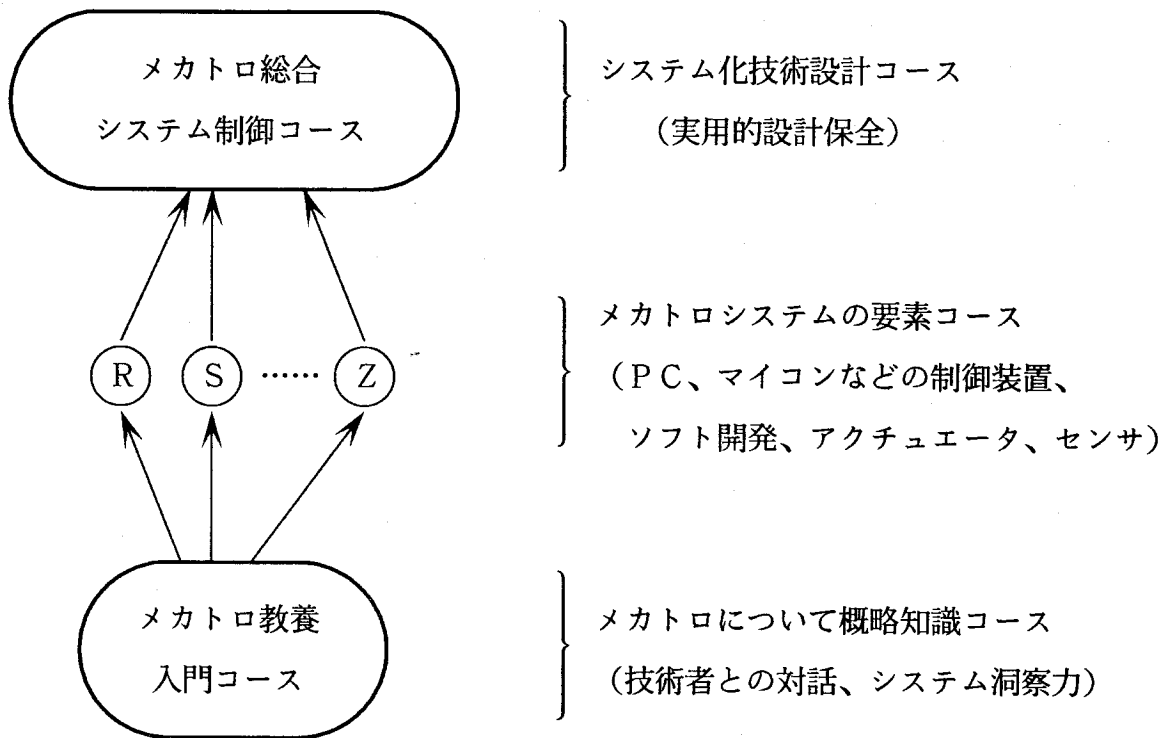 メカトロ総合
システム制御コース
システム化技術設計コース
（実用的設計保全）
R S …… Z
メカトロシステムの要素コース
（ＰＣ、マイコンなどの制御装置、
ソフト開発、アクチュエータ、センサ）
メカトロ教養
入門コース
メカトロについて概略知識コース
（技術者との対話、システム洞察力）